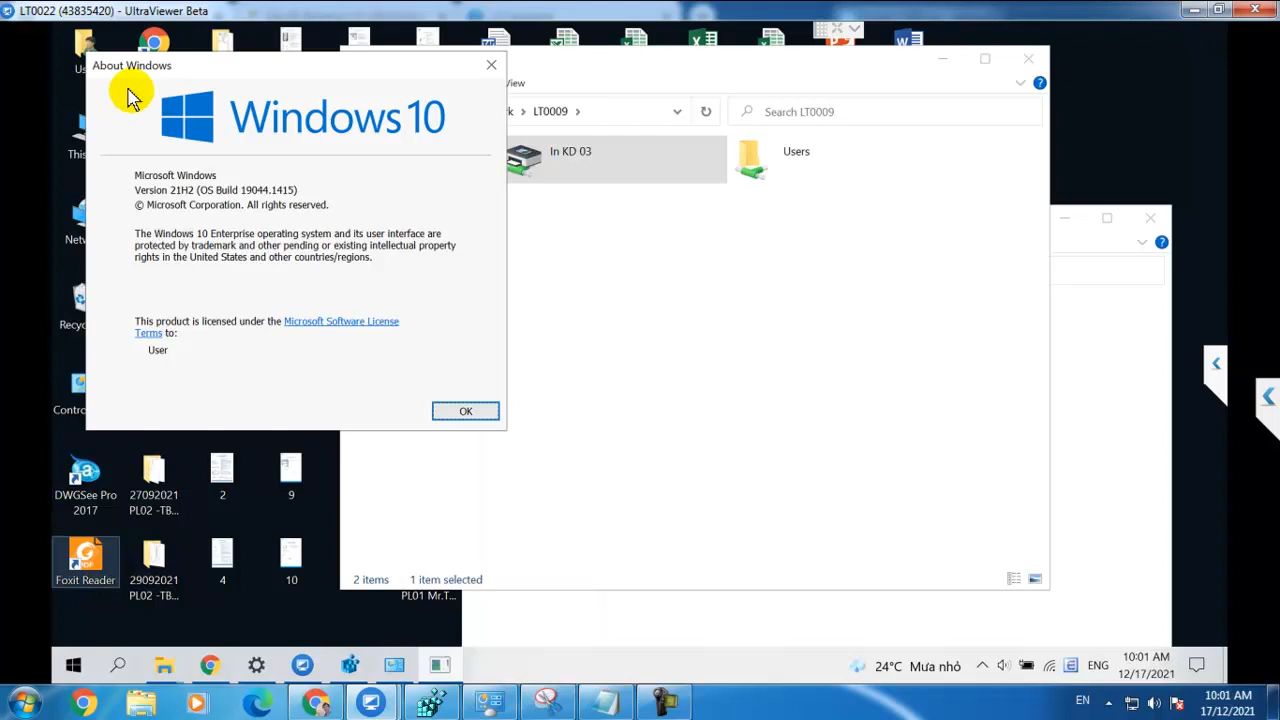 LT0022 (43835420) - UltraViewer Beta
About Windows
View
Windows 10
LT0009
Search LT0009
In KD 03
Users
This
Microsoft Windows
Version 21H2 (OS Build 19044.1415)
© Microsoft Corporation. All rights reserved.
The Windows 10 Enterprise operating system and its user interface are
protected by trademark and other pending or existing intellectual property
rights in the United States and other countries/regions.
This product is licensed under the Microsoft Software License
Terms to:
User
OK
DWGSee Pro
2017
27092021
PL02 -TB...
2
9
Foxit Reader
29092021
PL02 -TB...
4
10
PL01 Mr.T...
2 items
1 item selected
24°C Mưa nhỏ
ENG
10:01 AM
12/17/2021
EN
10:01 AM
17/12/2021